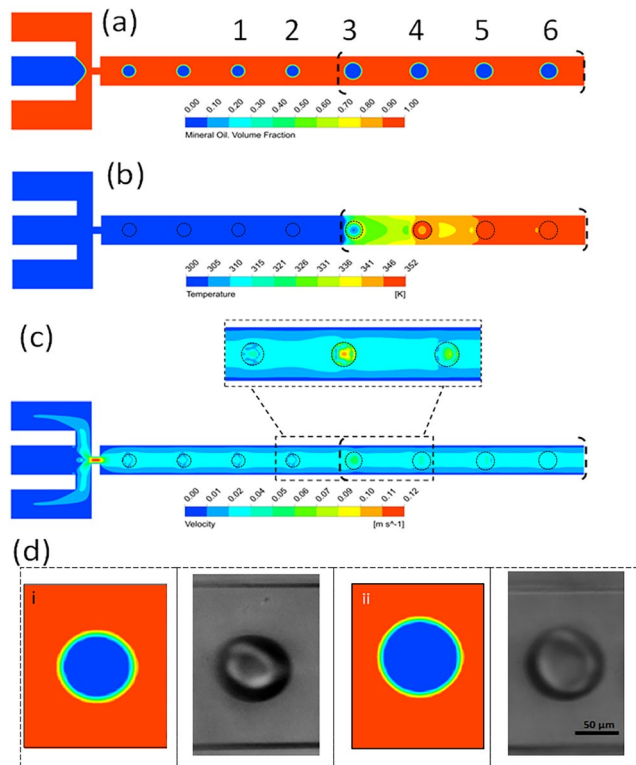 (a)
1 2 3 4 5 6
0.00 0.10 0.20 0.30 0.40 0.50 0.60 0.70 0.80 0.90 1.00
Mineral Oil. Volume Fraction
(b)
300 305 310 315 321 326 331 336 341 346 352
Temperature [K]
(c)
0.00 0.01 0.02 0.04 0.05 0.06 0.07 0.09 0.10 0.11 0.12
Velocity [m s^-1]
(d)
i ii
50 µm